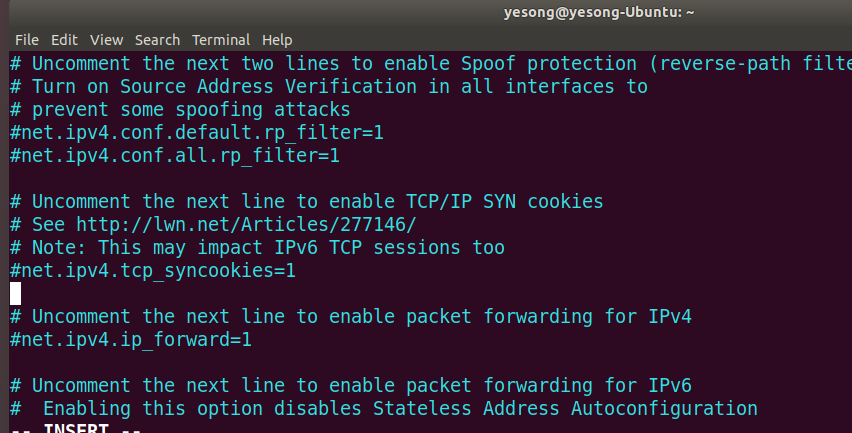 yesong@yesong-Ubuntu: ~
File Edit View Search Terminal Help
# Uncomment the next two lines to enable Spoof protection (reverse-path filte
# Turn on Source Address Verification in all interfaces to
# prevent some spoofing attacks
#net.ipv4.conf.default.rp_filter=1
#net.ipv4.conf.all.rp_filter=1
# Uncomment the next line to enable TCP/IP SYN cookies
# See http://lwn.net/Articles/277146/
# Note: This may impact IPv6 TCP sessions too
#net.ipv4.tcp_syncookies=1
# Uncomment the next line to enable packet forwarding for IPv4
#net.ipv4.ip_forward=1
# Uncomment the next line to enable packet forwarding for IPv6
#  Enabling this option disables Stateless Address Autoconfiguration
-- INSERT --